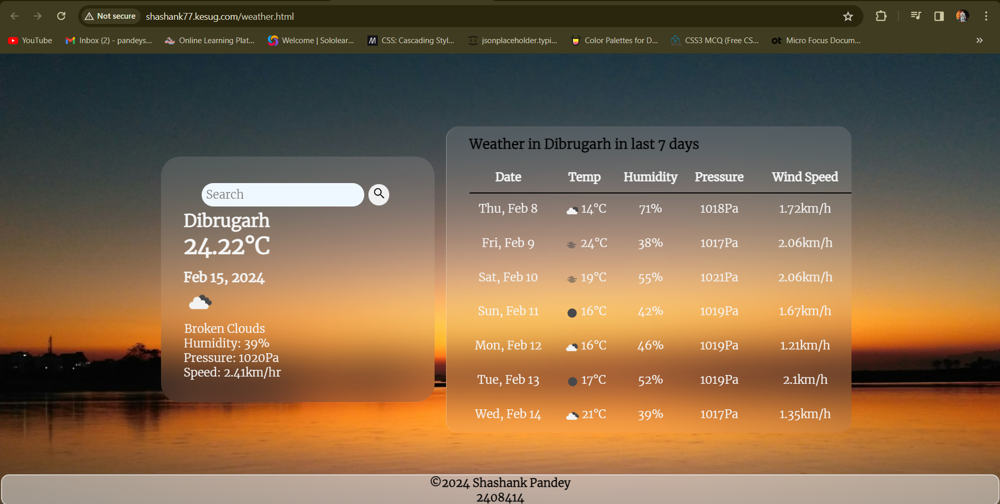 Not secure shashank77.kesug.com/weather.html
YouTube Inbox (2) - pandeys... Online Learning Plat... Welcome | Sololear... CSS: Cascading Styl... jsonplaceholder.typi... Color Palettes for D... CSS3 MCQ (Free CS... ot Micro Focus Docum... »
Search
Dibrugarh
24.22°C
Feb 15, 2024
Broken Clouds
Humidity: 39%
Pressure: 1020Pa
Speed: 2.41km/hr
Weather in Dibrugarh in last 7 days
Date Temp Humidity Pressure Wind Speed
Thu, Feb 8 14°C 71% 1018Pa 1.72km/h
Fri, Feb 9 24°C 38% 1017Pa 2.06km/h
Sat, Feb 10 19°C 55% 1021Pa 2.06km/h
Sun, Feb 11 16°C 42% 1019Pa 1.67km/h
Mon, Feb 12 16°C 46% 1019Pa 1.21km/h
Tue, Feb 13 17°C 52% 1019Pa 2.1km/h
Wed, Feb 14 21°C 39% 1017Pa 1.35km/h
©2024 Shashank Pandey
2408414